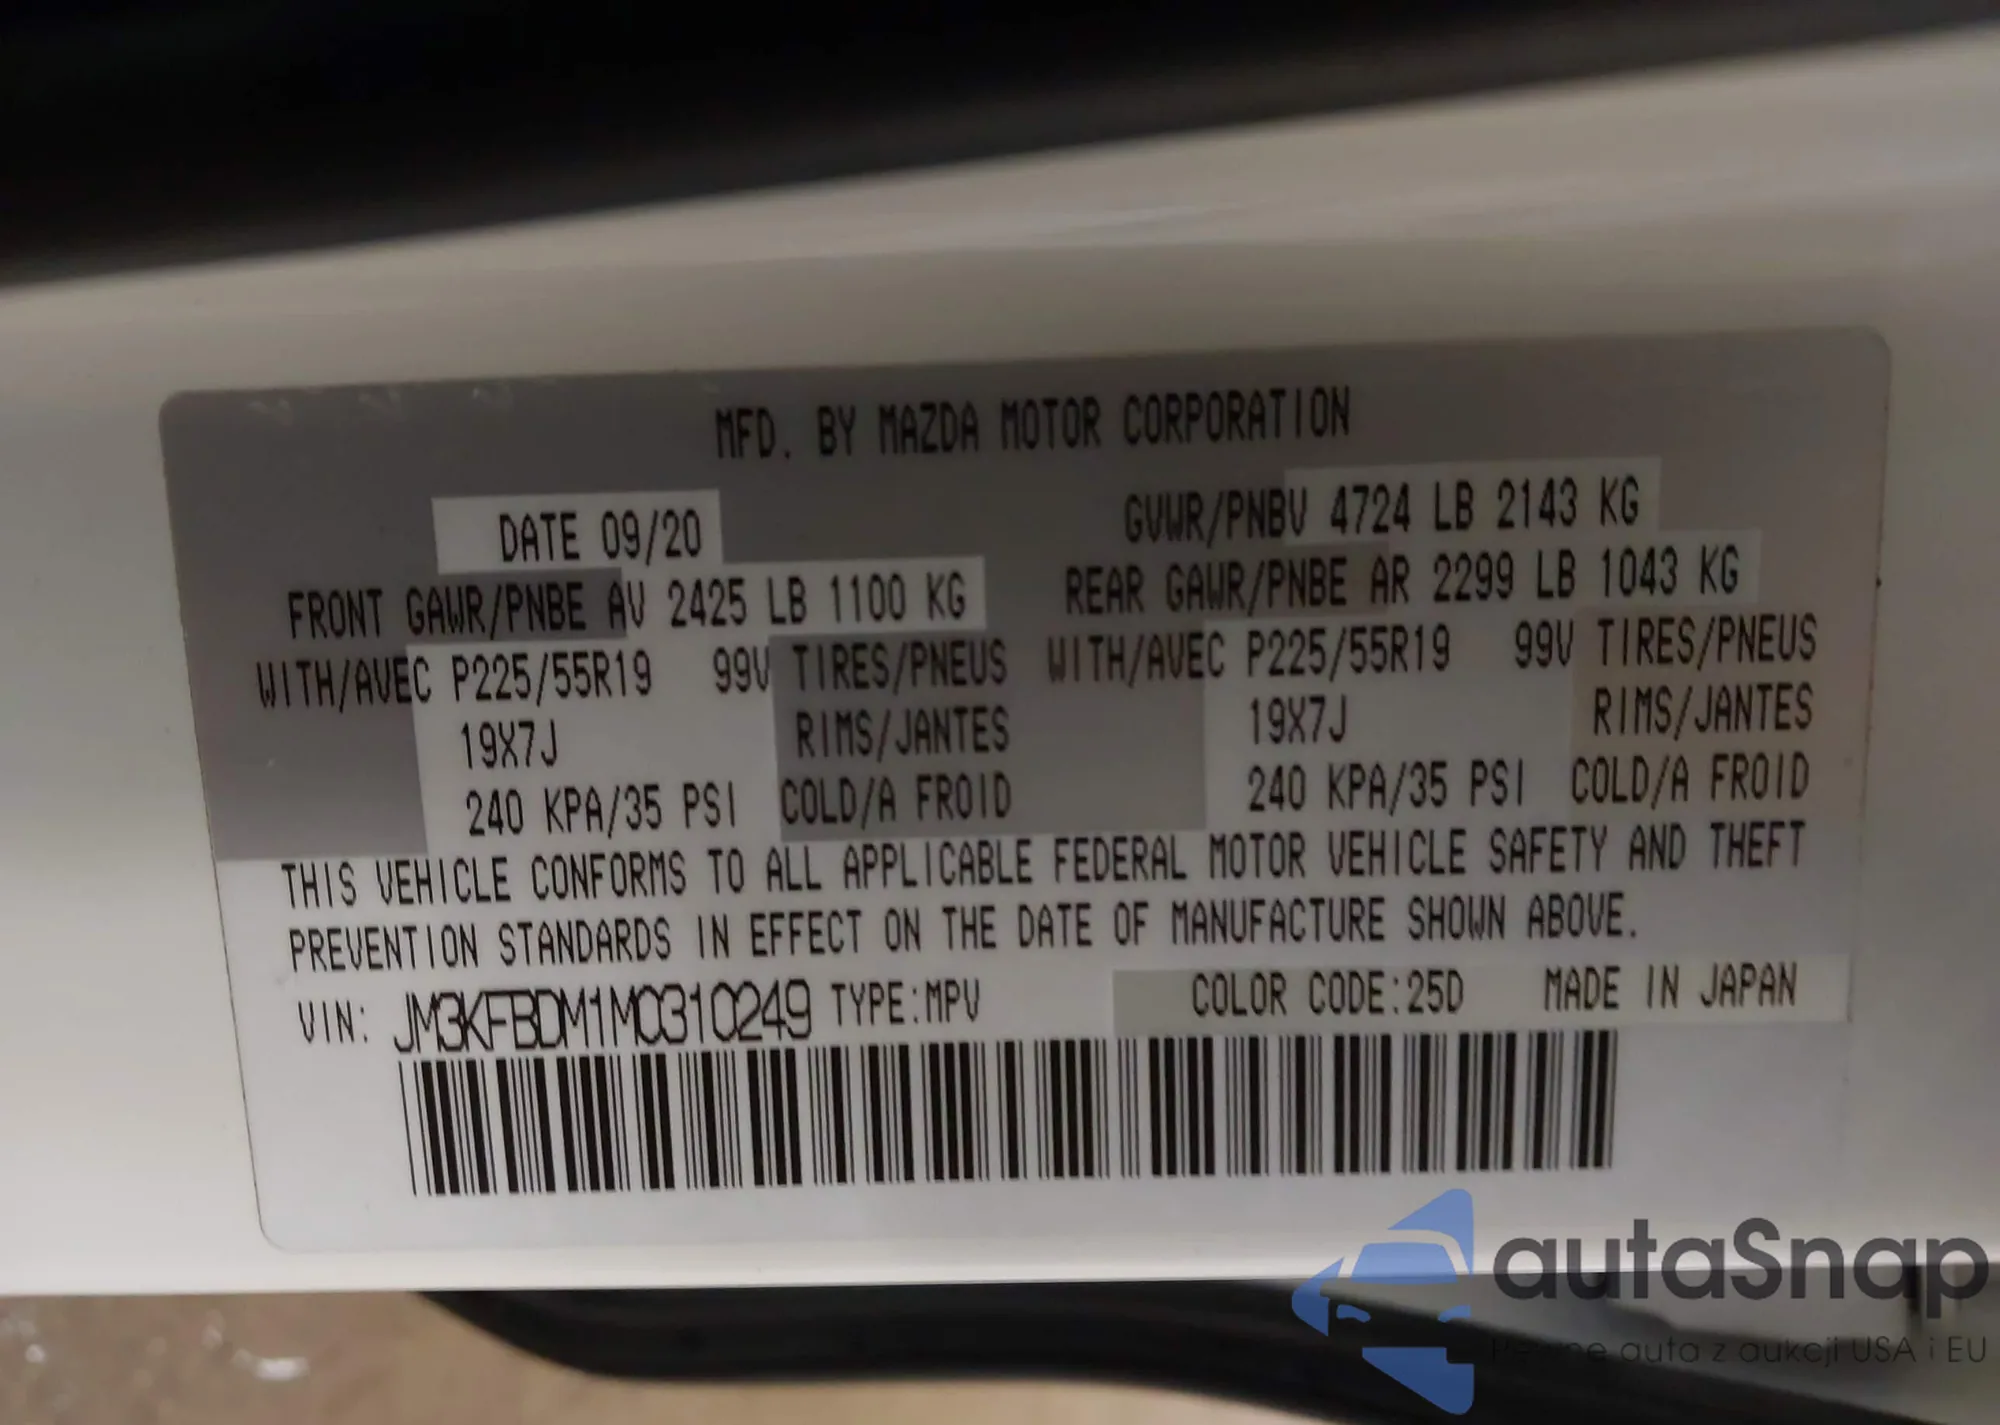 MFD. BY MAZDA MOTOR CORPORATION
DATE 09/20
GVWR/PNBV 4724 LB 2143 KG
FRONT GAWR/PNBE AV 2425 LB 1100 KG
REAR GAWR/PNBE AR 2299 LB 1043 KG
WITH/AVEC P225/55R19 99V TIRES/PNEUS
WITH/AVEC P225/55R19 99V TIRES/PNEUS
19X7J RIMS/JANTES
19X7J RIMS/JANTES
240 KPA/35 PSI COLD/A FROID
240 KPA/35 PSI COLD/A FROID
THIS VEHICLE CONFORMS TO ALL APPLICABLE FEDERAL MOTOR VEHICLE SAFETY AND THEFT
PREVENTION STANDARDS IN EFFECT ON THE DATE OF MANUFACTURE SHOWN ABOVE.
VIN: JM3KFBDM1M0310249 TYPE:MPV COLOR CODE:25D MADE IN JAPAN
autaSnap
auta z aukcji USA i EU